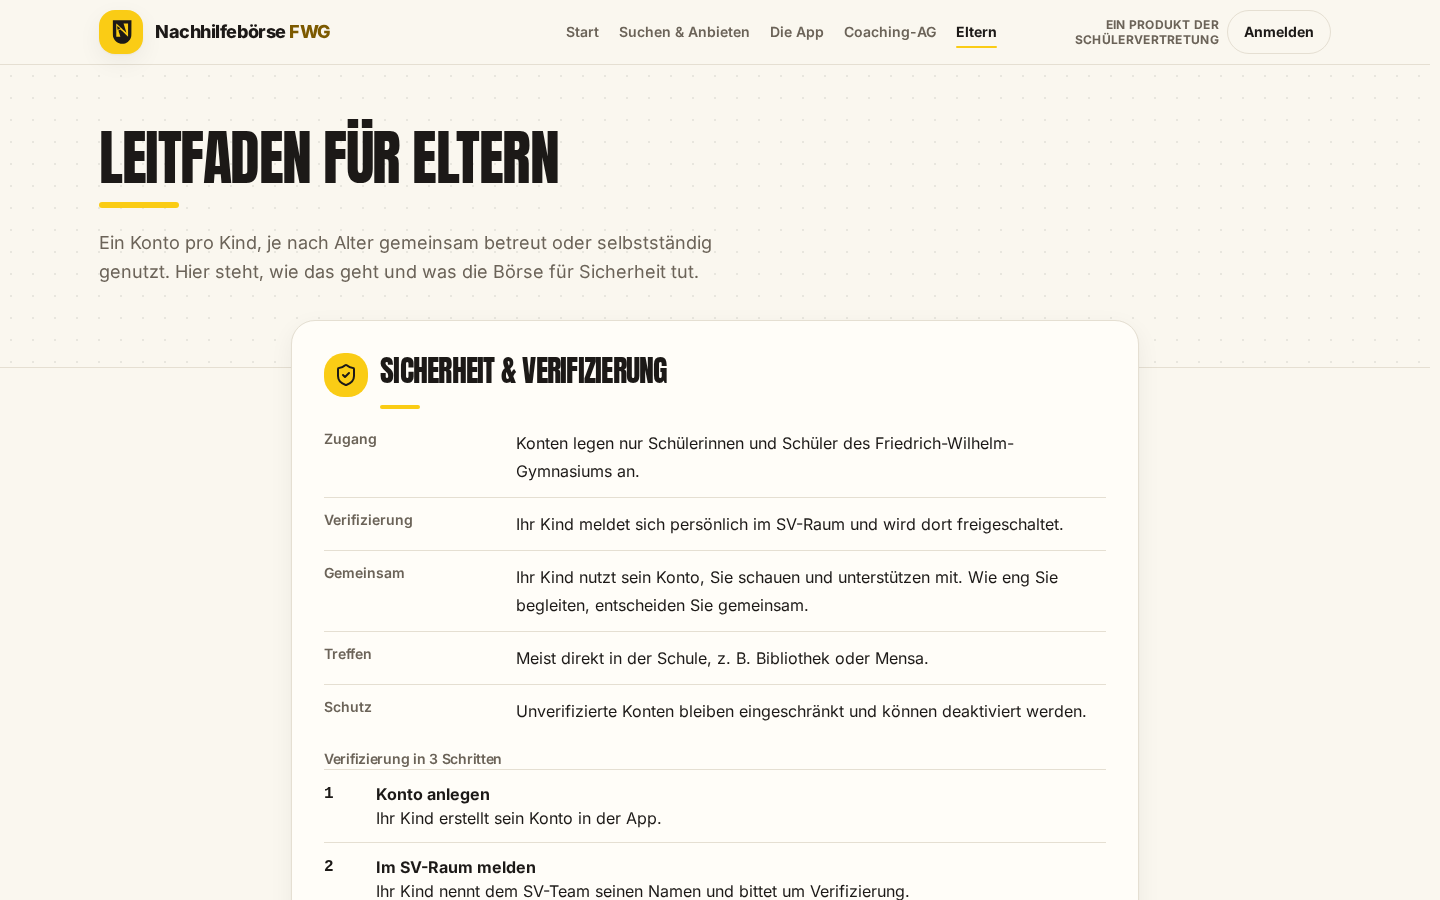 Nachhilfebörse FWG
Start
Suchen & Anbieten
Die App
Coaching-AG
Eltern
EIN PRODUKT DER
SCHÜLERVERTRETUNG
Anmelden
LEITFADEN FÜR ELTERN
Ein Konto pro Kind, je nach Alter gemeinsam betreut oder selbstständig
genutzt. Hier steht, wie das geht und was die Börse für Sicherheit tut.
SICHERHEIT & VERIFIZIERUNG
Zugang
Konten legen nur Schülerinnen und Schüler des Friedrich-Wilhelm-
Gymnasiums an.
Verifizierung
Ihr Kind meldet sich persönlich im SV-Raum und wird dort freigeschaltet.
Gemeinsam
Ihr Kind nutzt sein Konto, Sie schauen und unterstützen mit. Wie eng Sie
begleiten, entscheiden Sie gemeinsam.
Treffen
Meist direkt in der Schule, z. B. Bibliothek oder Mensa.
Schutz
Unverifizierte Konten bleiben eingeschränkt und können deaktiviert werden.
Verifizierung in 3 Schritten
1
Konto anlegen
Ihr Kind erstellt sein Konto in der App.
2
Im SV-Raum melden
Ihr Kind nennt dem SV-Team seinen Namen und bittet um Verifizierung.